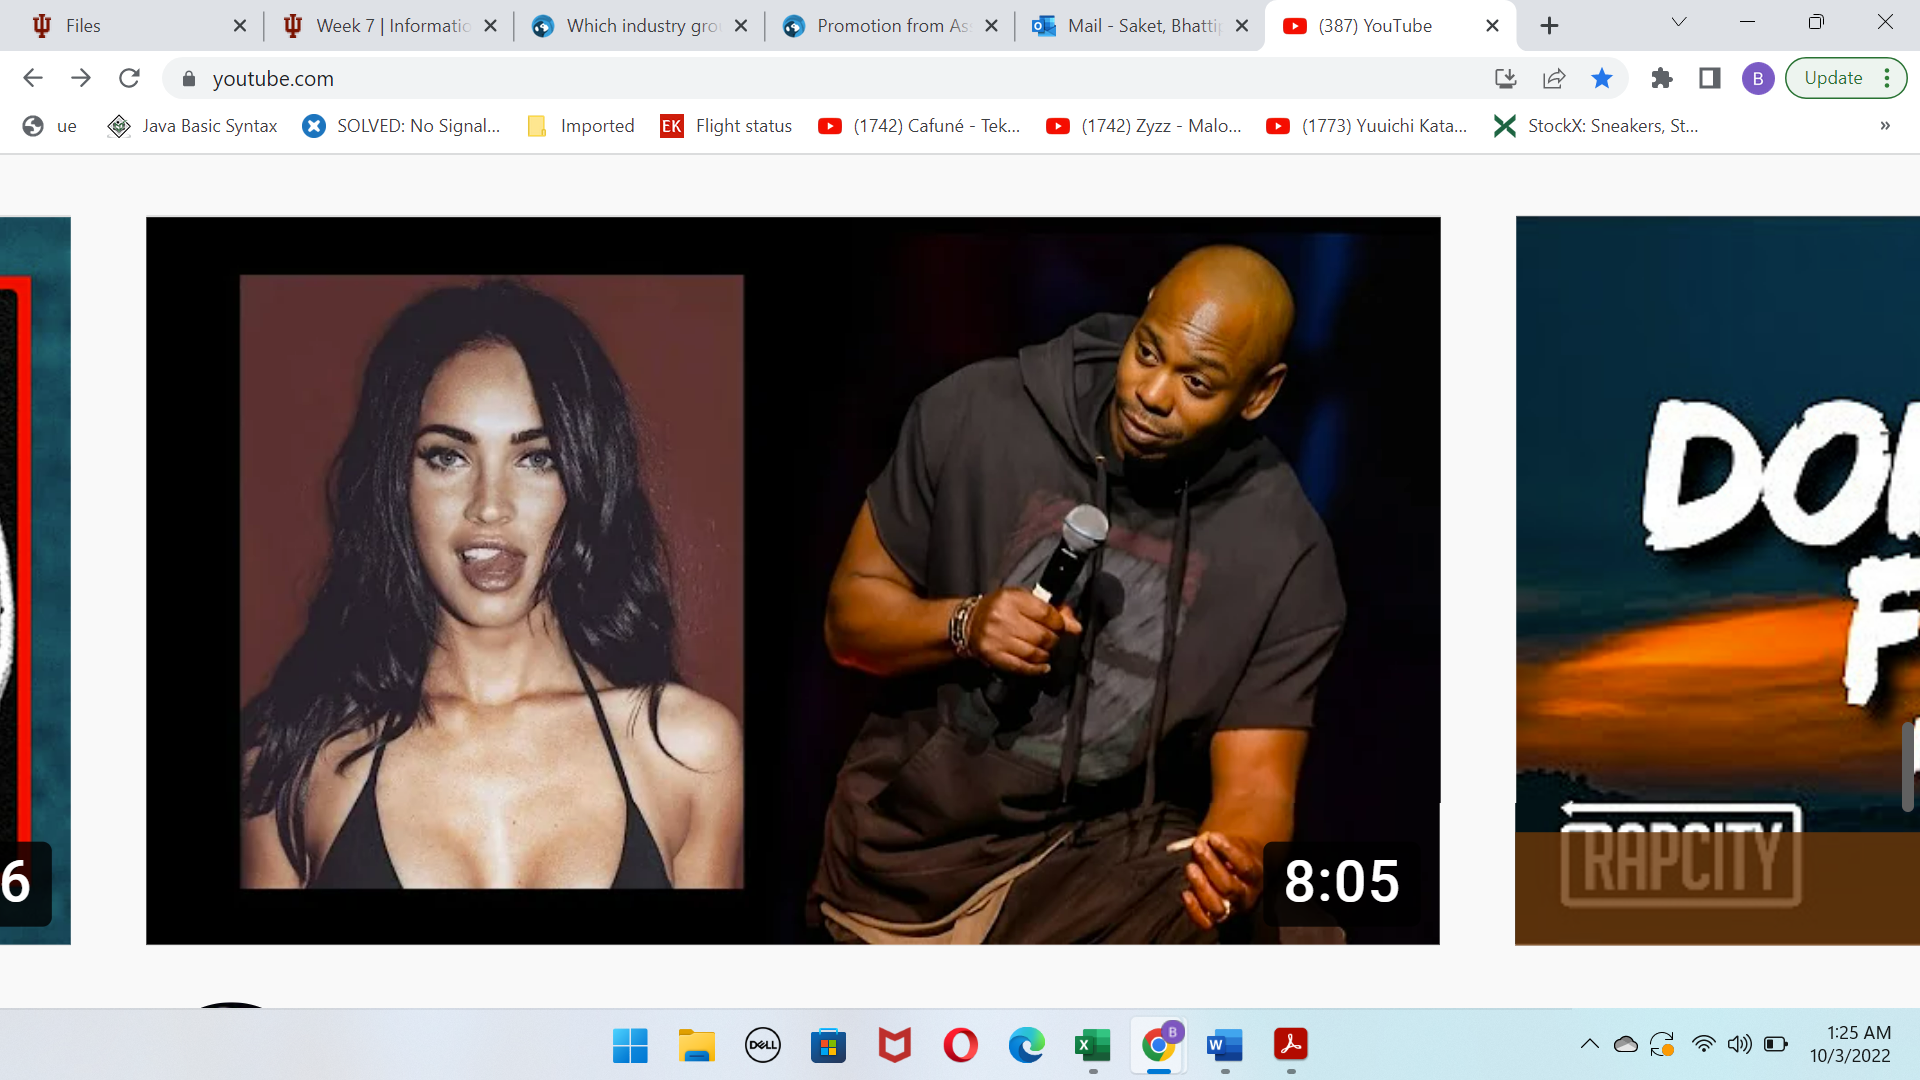 Files
Week 7 | Informatio
Which industry gro
Promotion from As
Mail - Saket, Bhattip
(387) YouTube
youtube.com
B
Update
ue
Java Basic Syntax
SOLVED: No Signal...
Imported
EK
Flight status
(1742) Cafuné - Tek...
(1742) Zyzz - Malo...
(1773) Yuuichi Kata...
StockX: Sneakers, St...
»
6
8:05
DO
F
RAPCITY
DELL
B
1:25 AM
10/3/2022